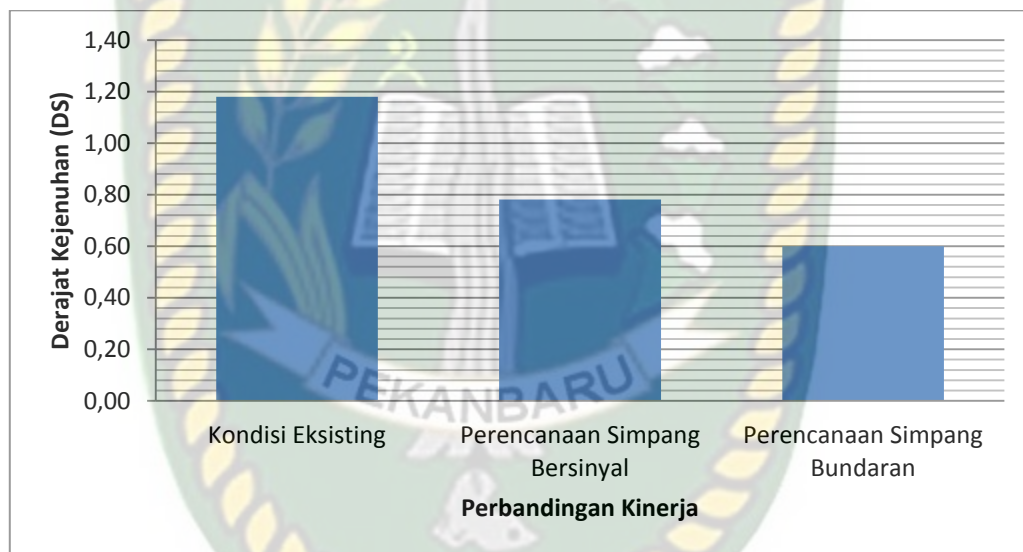 Derajat Kejenuhan (DS)
1,40
1,20
1,00
0,80
0,60
0,40
0,20
0,00
PEKANBARU
Kondisi Eksisting
Perencanaan Simpang
Bersinyal
Perencanaan Simpang
Bundaran
Perbandingan Kinerja